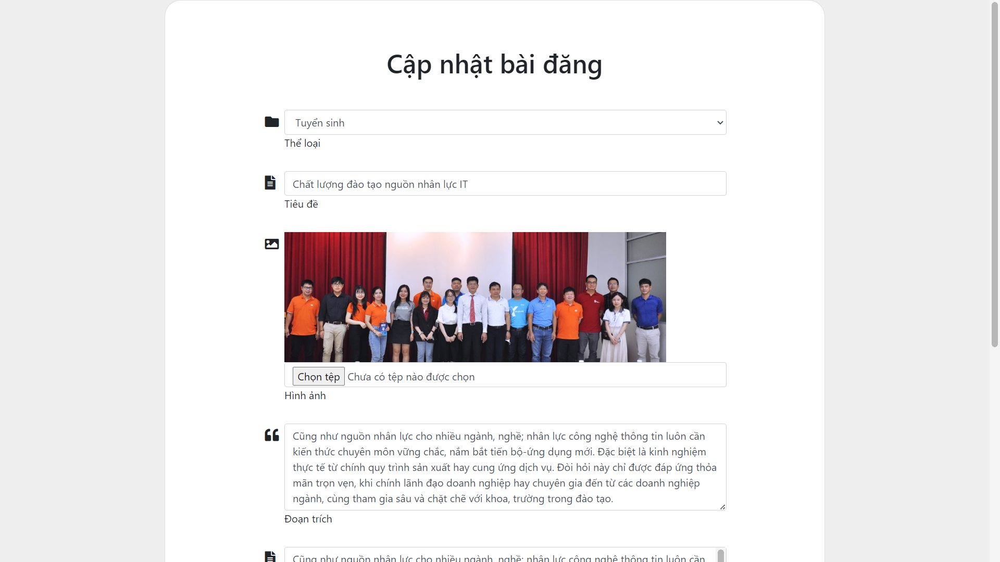 Cập nhật bài đăng
Tuyển sinh
Thể loại
Chất lượng đào tạo nguồn nhân lực IT
Tiêu đề
Chọn tệp Chưa có tệp nào được chọn
Hình ảnh
Cũng như nguồn nhân lực cho nhiều ngành, nghề; nhân lực công nghệ thông tin luôn cần
kiến thức chuyên môn vững chắc, nắm bắt tiến bộ-ứng dụng mới. Đặc biệt là kinh nghiệm
thực tế từ chính quy trình sản xuất hay cung ứng dịch vụ. Đòi hỏi này chỉ được đáp ứng thỏa
mãn trọn vẹn, khi chính lãnh đạo doanh nghiệp hay chuyên gia đến từ các doanh nghiệp
ngành, cùng tham gia sâu và chặt chẽ với khoa, trường trong đào tạo.
Đoạn trích
Cũng như nguồn nhân lực cho nhiều ngành, nghề; nhân lực công nghệ thông tin luôn cần